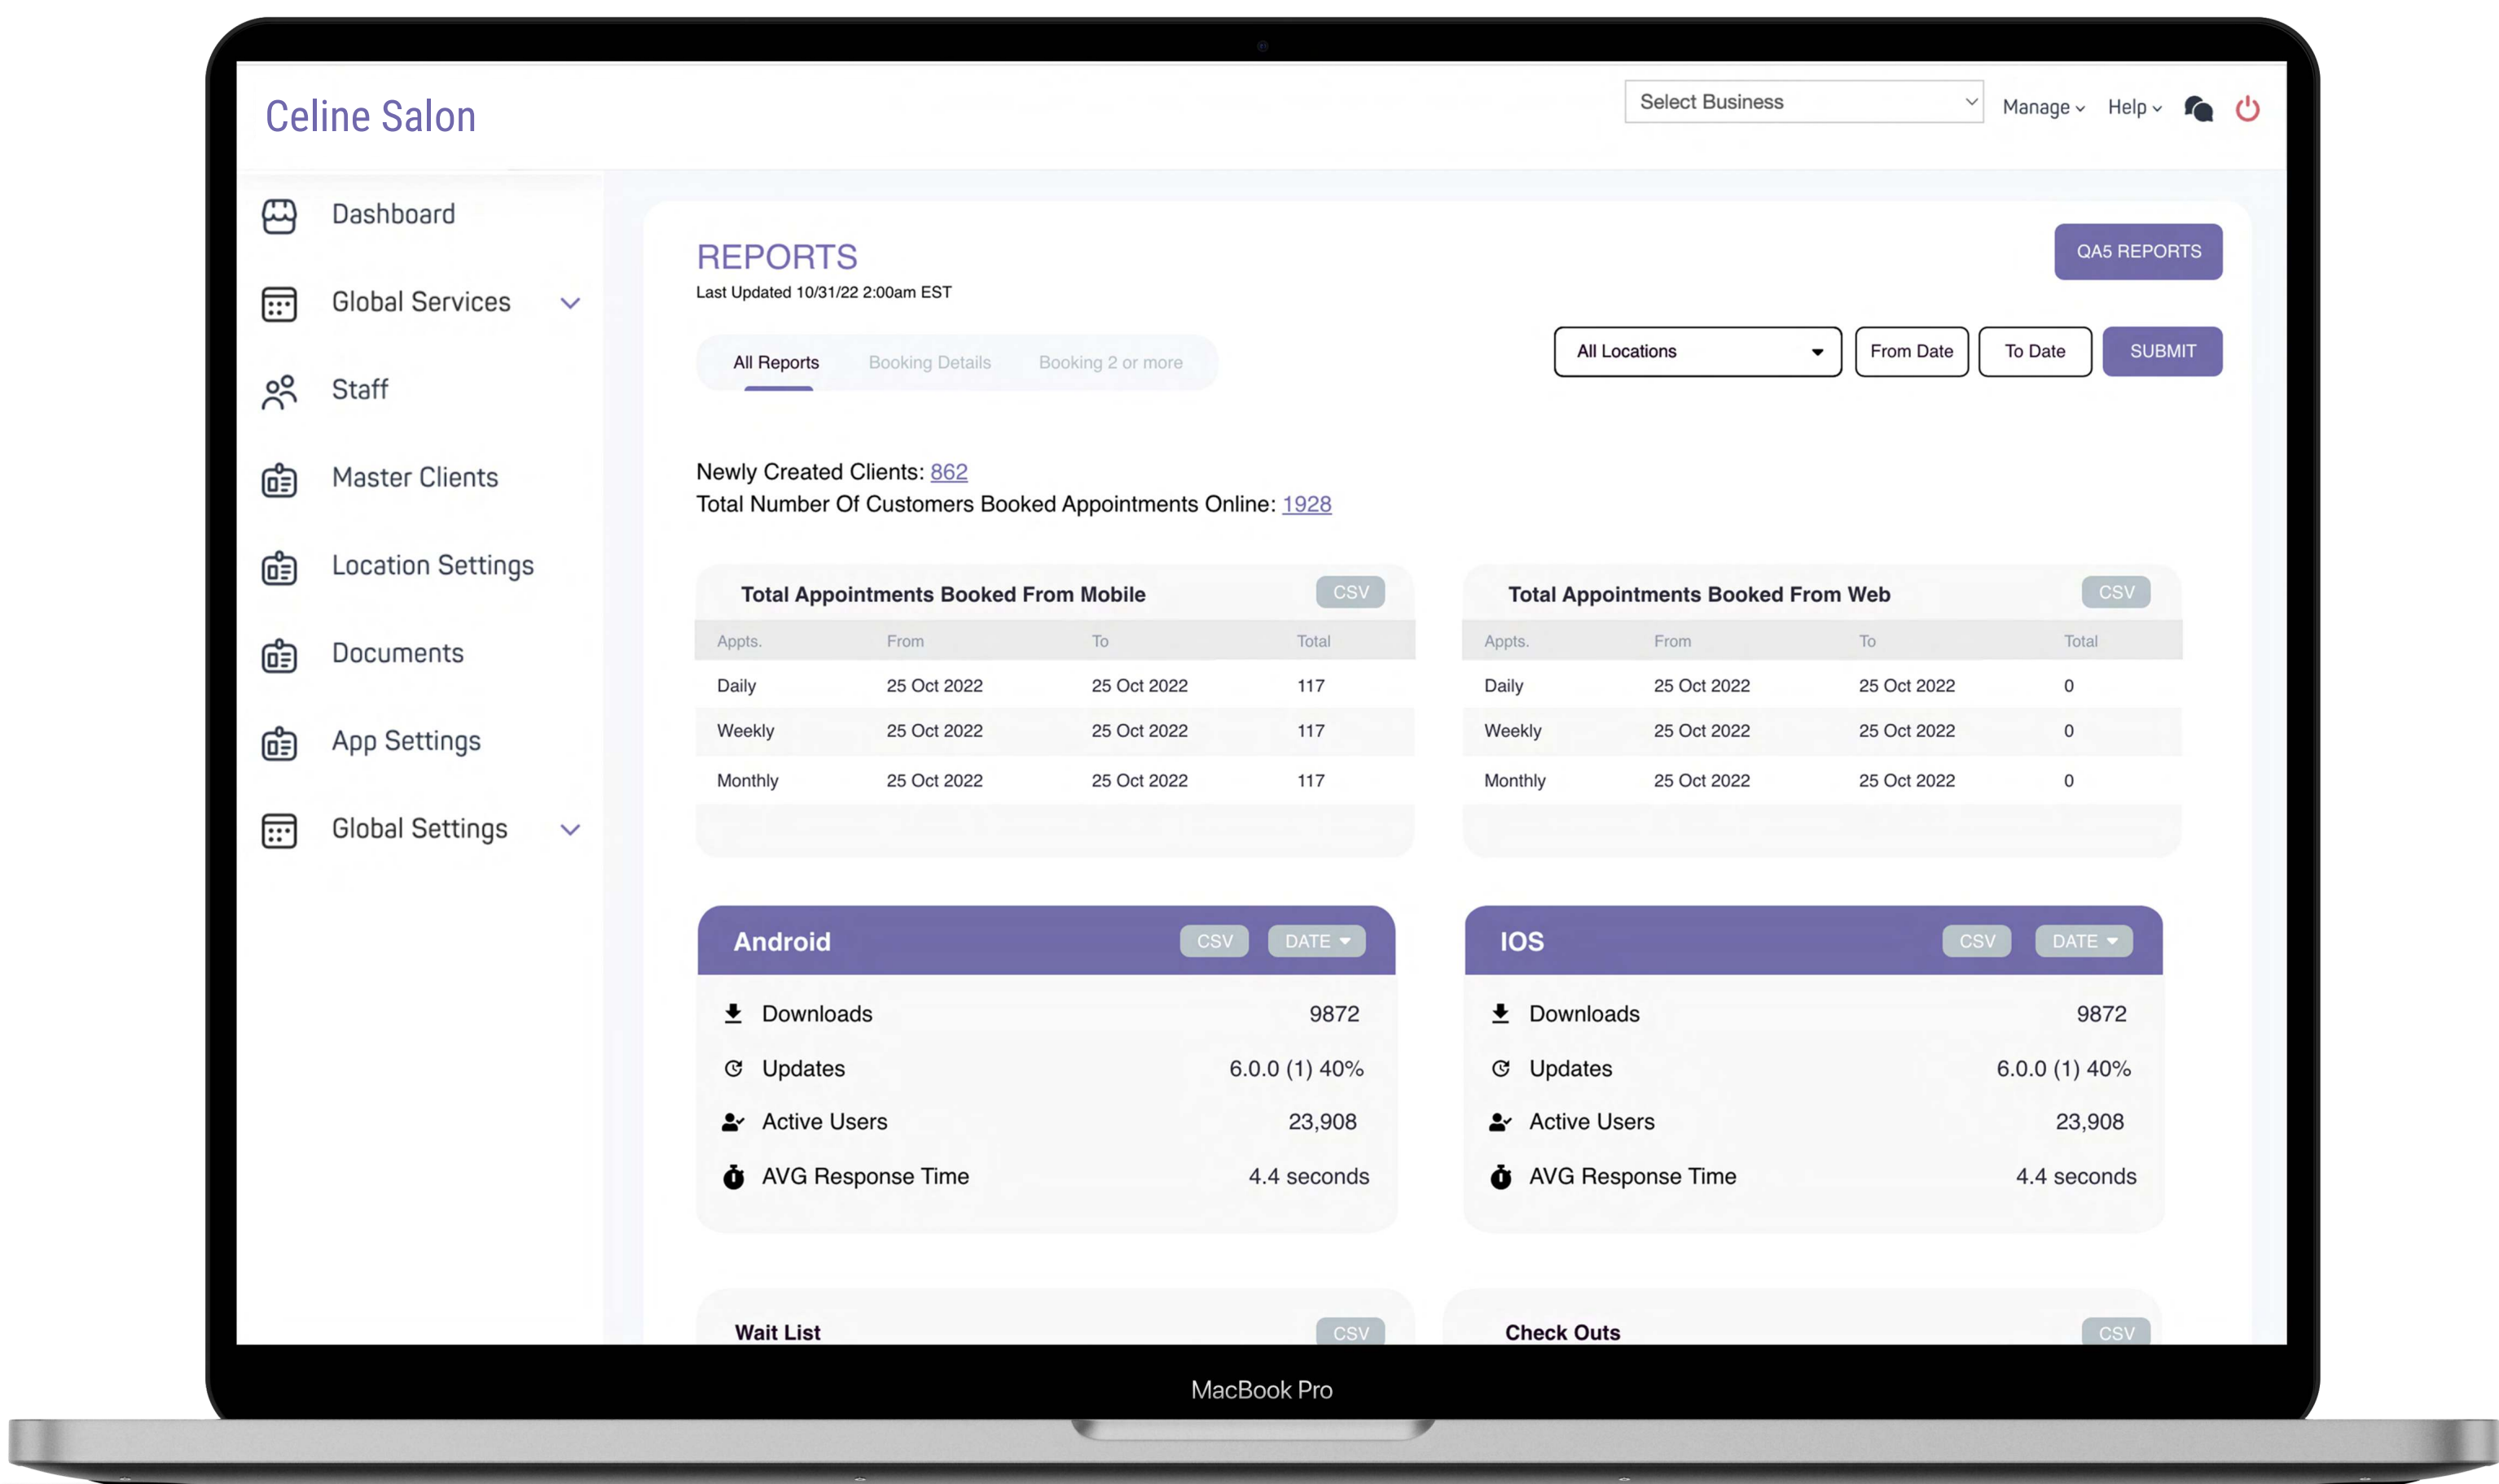 Celine Salon
Select Business
Manage
Help
Dashboard
Global Services
Staff
Master Clients
Location Settings
Documents
App Settings
Global Settings
REPORTS
Last Updated 10/31/22 2:00am EST
QA5 REPORTS
All Reports Booking Details Booking 2 or more
All Locations From Date To Date SUBMIT
Newly Created Clients: 862
Total Number Of Customers Booked Appointments Online: 1928
Total Appointments Booked From Mobile CSV
Appts. From To Total
Daily 25 Oct 2022 25 Oct 2022 117
Weekly 25 Oct 2022 25 Oct 2022 117
Monthly 25 Oct 2022 25 Oct 2022 117
Total Appointments Booked From Web CSV
Appts. From To Total
Daily 25 Oct 2022 25 Oct 2022 0
Weekly 25 Oct 2022 25 Oct 2022 0
Monthly 25 Oct 2022 25 Oct 2022 0
Android CSV DATE
Downloads 9872
Updates 6.0.0 (1) 40%
Active Users 23,908
AVG Response Time 4.4 seconds
IOS CSV DATE
Downloads 9872
Updates 6.0.0 (1) 40%
Active Users 23,908
AVG Response Time 4.4 seconds
Wait List CSV
Check Outs CSV
MacBook Pro